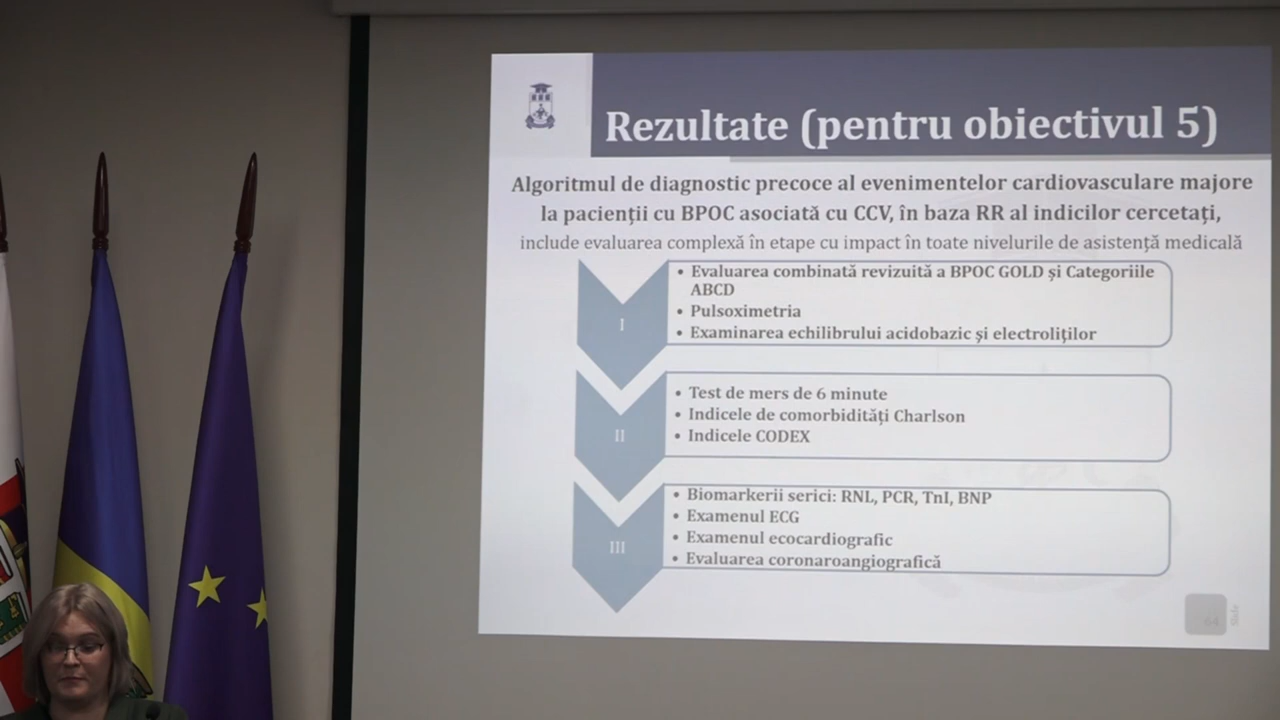 Rezultate (pentru obiectivul 5)
Algoritmul de diagnostic precoce al evenimentelor cardiovasculare majore
la pacienții cu BPOC asociată cu CCV, în baza RR al indicilor cercetați,
include evaluarea complexă în etape cu impact în toate nivelurile de asistență medicală
I
• Evaluarea combinată revizuită a BPOC GOLD și Categoriile
ABCD
• Pulsoximetria
• Examinarea echilibrului acidobazic și electroliților
II
• Test de mers de 6 minute
• Indicele de comorbidități Charlson
• Indicele CODEX
III
• Biomarkerii serici: RNL, PCR, TnI, BNP
• Examenul ECG
• Examenul ecocardiografic
• Evaluarea coronaroangiografică
64
Slide